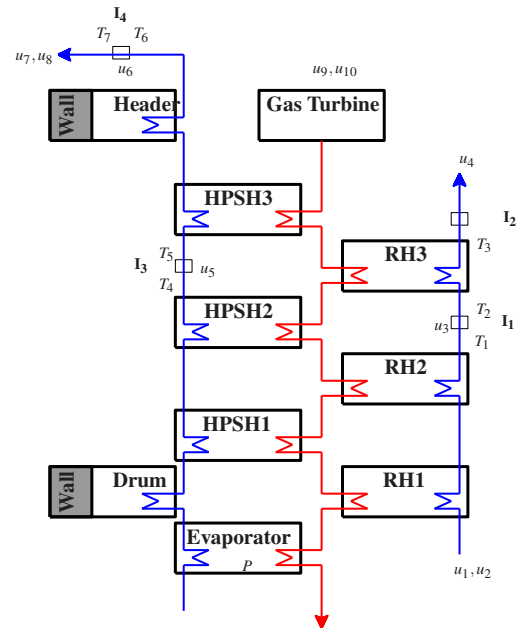 I₄
T₇ T₆
u₇, u₈
u₆
u₉, u₁₀
Wall
Header
Gas Turbine
u₄
HPSH3
I₂
T₃
RH3
T₅
I₃
u₅
T₄
HPSH2
T₂
u₃
I₁
T₁
RH2
HPSH1
Wall
Drum
RH1
Evaporator
P
u₁, u₂